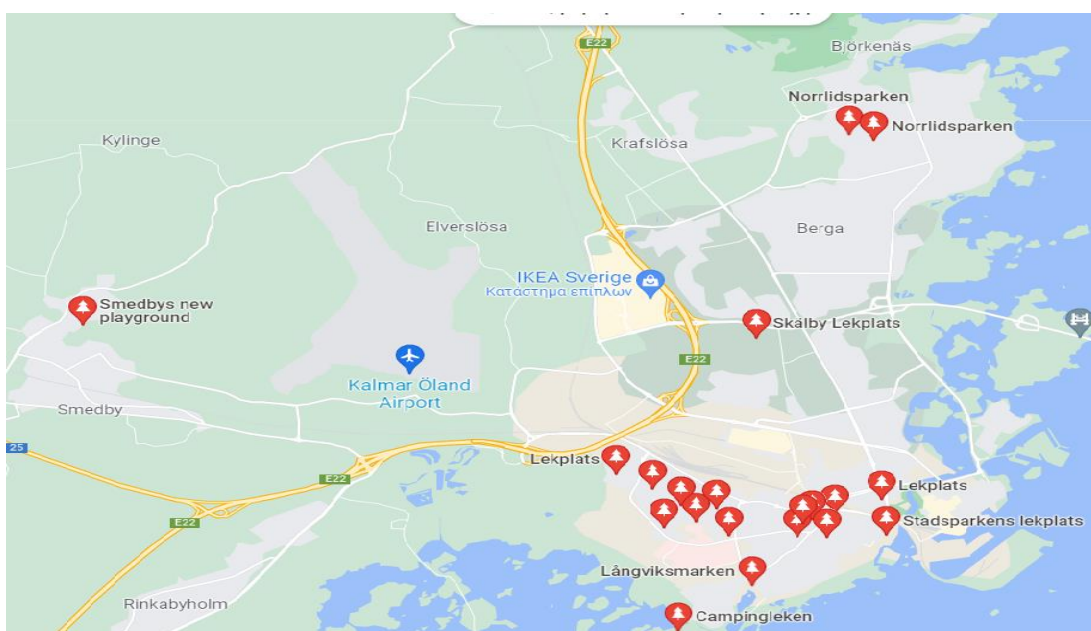 E22
Björkenäs
Norrlidsparken
Norrlidsparken
Kylinge
Krafslösa
Elverslösa
Berga
IKEA Sverige
Κατάστημα επίπλων
Smedbys new
playground
Skälby Lekplats
E22
Kalmar Öland
Airport
Smedby
25
Lekplats
E22
Lekplats
E22
Stadsparkens lekplats
Långviksmarken
Rinkabyholm
Campingleken